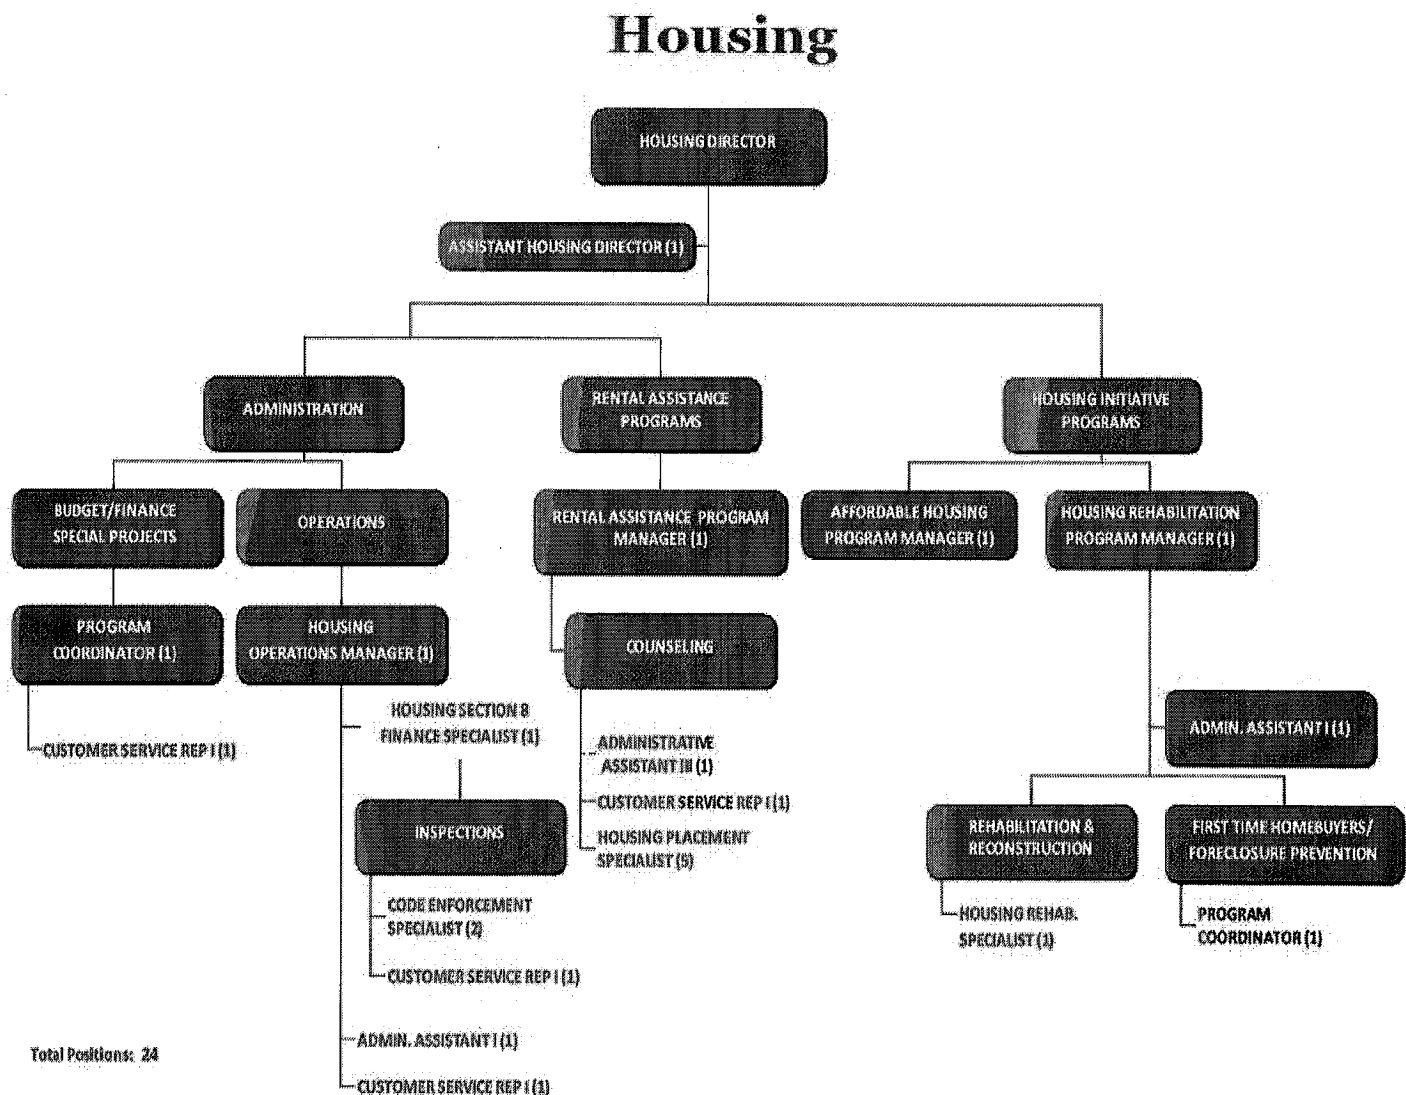 Housing
HOUSING DIRECTOR
ASSISTANT HOUSING DIRECTOR (1)
ADMINISTRATION
RENTAL ASSISTANCE
PROGRAMS
HOUSING INITIATIVE
PROGRAMS
BUDGET/FINANCE
SPECIAL PROJECTS
OPERATIONS
RENTAL ASSISTANCE PROGRAM
MANAGER (1)
AFFORDABLE HOUSING
PROGRAM MANAGER (1)
HOUSING REHABILITATION
PROGRAM MANAGER (1)
PROGRAM
COORDINATOR (1)
HOUSING
OPERATIONS MANAGER (1)
COUNSELING
CUSTOMER SERVICE REP I (1)
HOUSING SECTION 8
FINANCE SPECIALIST (1)
ADMINISTRATIVE
ASSISTANT III (1)
CUSTOMER SERVICE REP I (1)
HOUSING PLACEMENT
SPECIALIST (5)
ADMIN. ASSISTANT I (1)
INSPECTIONS
REHABILITATION &
RECONSTRUCTION
FIRST TIME HOMEBUYERS/
FORECLOSURE PREVENTION
CODE ENFORCEMENT
SPECIALIST (2)
CUSTOMER SERVICE REP I (1)
HOUSING REHAB.
SPECIALIST (1)
PROGRAM
COORDINATOR (1)
ADMIN. ASSISTANT I (1)
CUSTOMER SERVICE REP I (1)
Total Positions: 24